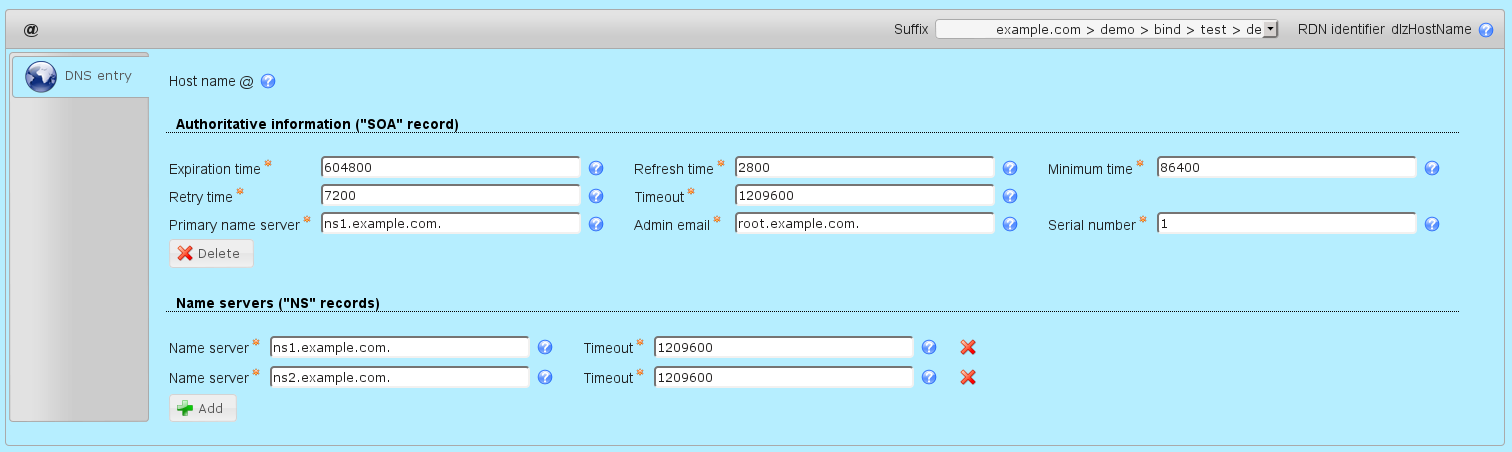 @ Suffix example.com > demo > bind > test > de RDN identifier dlzHostName
DNS entry
Host name @
Authoritative information ("SOA" record)
Expiration time * 604800 Refresh time * 2800 Minimum time * 86400
Retry time * 7200 Timeout * 1209600
Primary name server * ns1.example.com. Admin email * root.example.com. Serial number * 1
Delete
Name servers ("NS" records)
Name server * ns1.example.com. Timeout * 1209600
Name server * ns2.example.com. Timeout * 1209600
Add